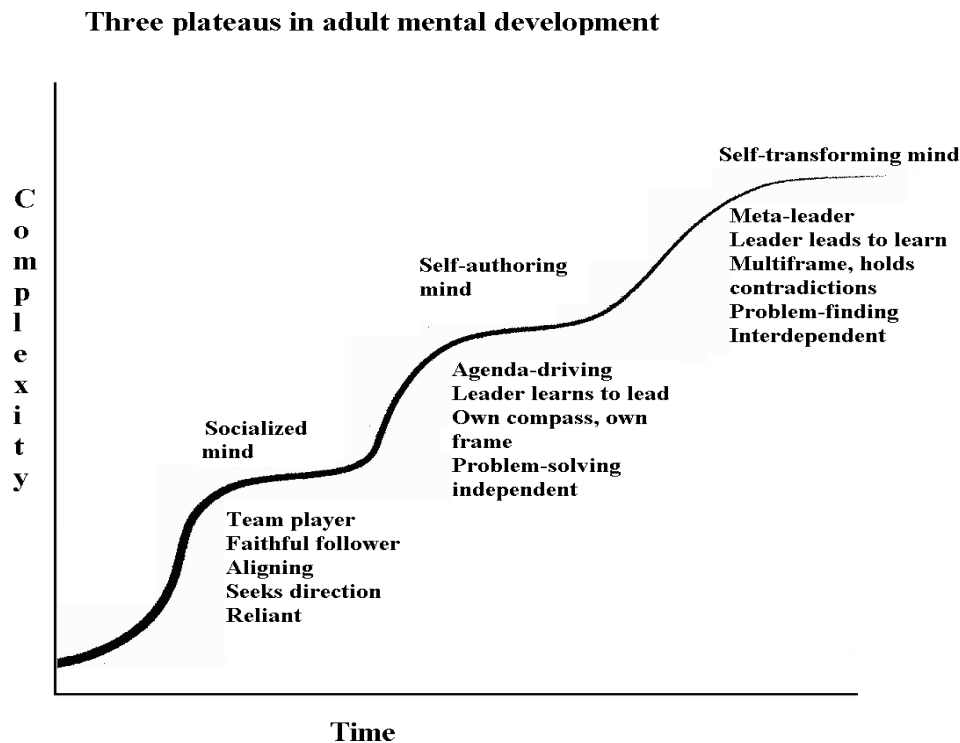 Three plateaus in adult mental development
Complexity
Self-transforming mind
Meta-leader
Leader leads to learn
Multiframe, holds
contradictions
Problem-finding
Interdependent
Self-authoring
mind
Agenda-driving
Leader learns to lead
Own compass, own
frame
Problem-solving
independent
Socialized
mind
Team player
Faithful follower
Aligning
Seeks direction
Reliant
Time